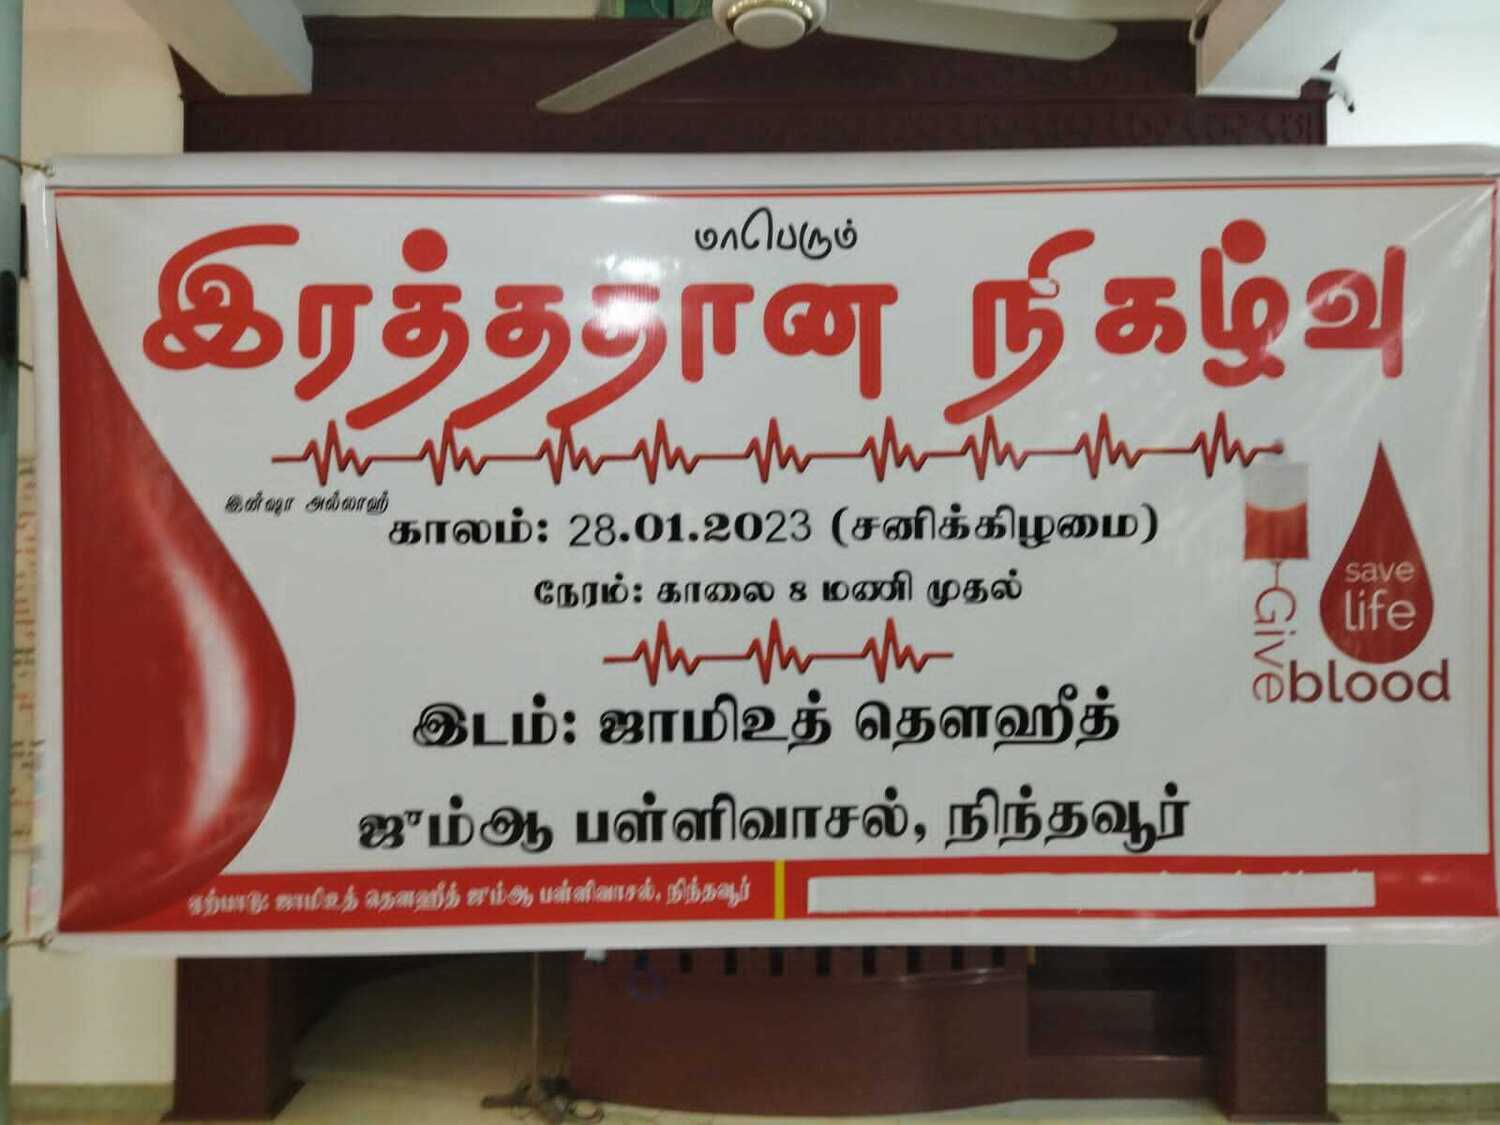 மாபெரும்
இரத்ததான நிகழ்வு
இன்ஷா அல்லாஹ்
காலம்: 28.01.2023 (சனிக்கிழமை)
நேரம்: காலை 8 மணி முதல்
இடம்: ஜாமிஉத் தௌஹீத்
ஜும்ஆ பள்ளிவாசல், நிந்தவூர்
save
life
Give
blood
ஏற்பாடு: ஜாமிஉத் தௌஹீத் ஜும்ஆ பள்ளிவாசல், நிந்தவூர்